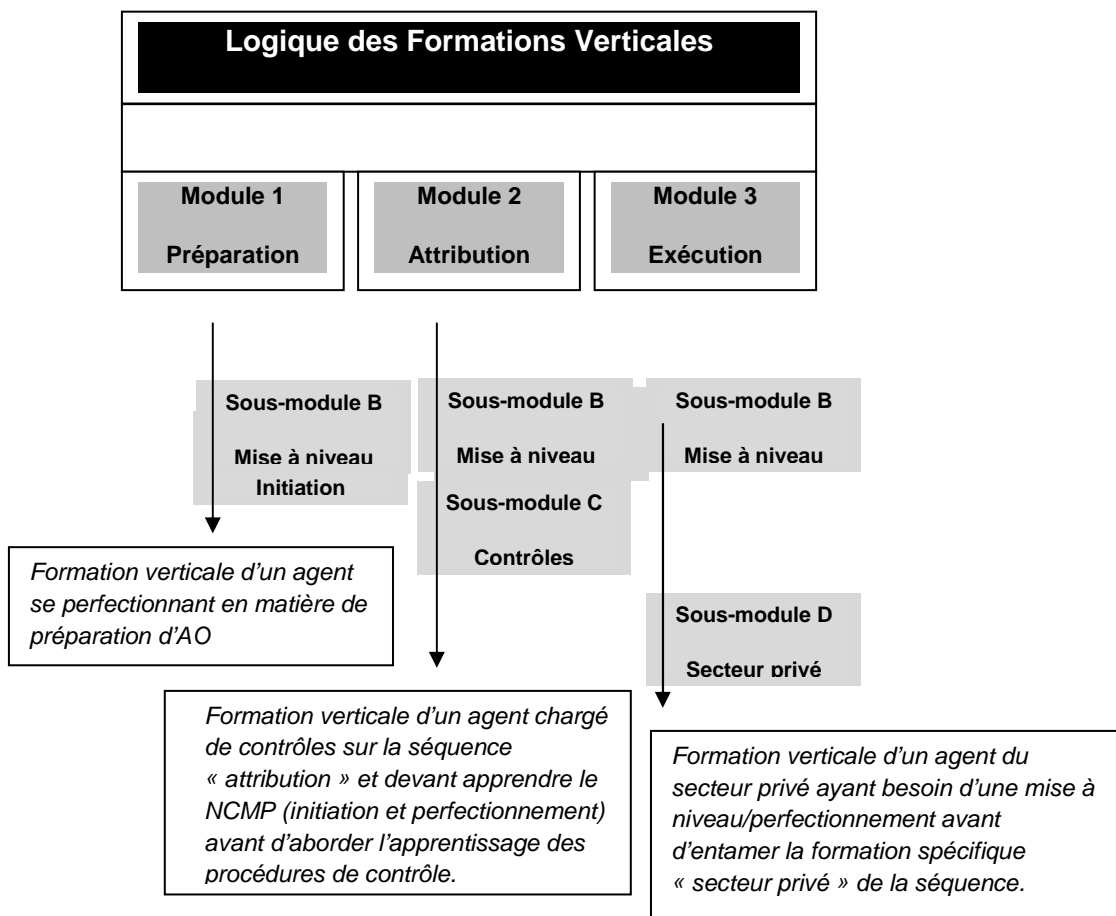 Logique des Formations Verticales
Module 1
Préparation
Module 2
Attribution
Module 3
Exécution
Sous-module B
Mise à niveau
Initiation
Sous-module B
Mise à niveau
Sous-module C
Contrôles
Sous-module B
Mise à niveau
Sous-module D
Secteur privé
Formation verticale d’un agent
se perfectionnant en matière de
préparation d’AO
Formation verticale d’un agent chargé
de contrôles sur la séquence
« attribution » et devant apprendre le
NCMP (initiation et perfectionnement)
avant d’aborder l’apprentissage des
procédures de contrôle.
Formation verticale d’un agent du
secteur privé ayant besoin d’une mise à
niveau/perfectionnement avant
d’entamer la formation spécifique
« secteur privé » de la séquence.